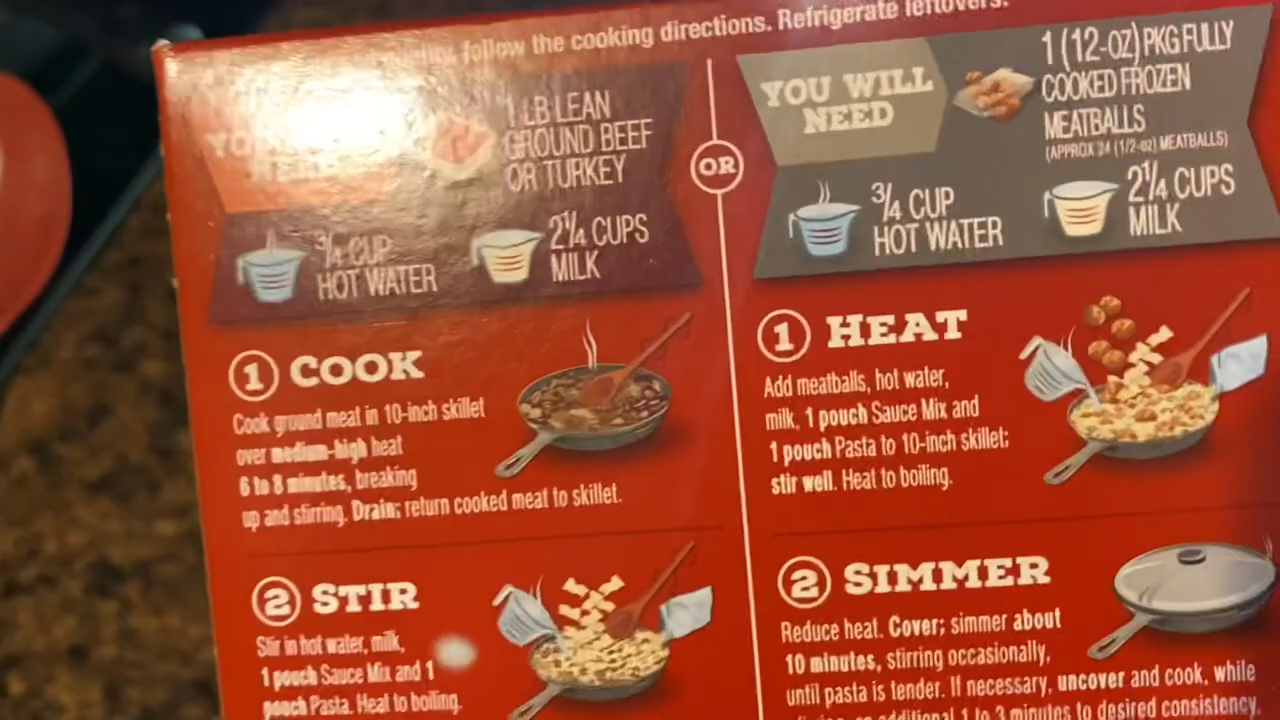 follow the cooking directions. Refrigerate leftovers.
1 LB LEAN
GROUND BEEF
OR TURKEY
3/4 CUP
HOT WATER
2 1/4 CUPS
MILK
1 COOK
Cook ground meat in 10-inch skillet
over medium-high heat
6 to 8 minutes, breaking
up and stirring. Drain; return cooked meat to skillet.
2 STIR
Stir in hot water, milk,
1 pouch Sauce Mix and 1
pouch Pasta. Heat to boiling.
OR
YOU WILL
NEED
1 (12-OZ) PKG FULLY
COOKED FROZEN
MEATBALLS
(APPROX 24 (1/2-oz) MEATBALLS)
3/4 CUP
HOT WATER
2 1/4 CUPS
MILK
1 HEAT
Add meatballs, hot water,
milk, 1 pouch Sauce Mix and
1 pouch Pasta to 10-inch skillet;
stir well. Heat to boiling.
2 SIMMER
Reduce heat. Cover; simmer about
10 minutes, stirring occasionally,
until pasta is tender. If necessary, uncover and cook, while
additional 1 to 3 minutes to desired consistency.